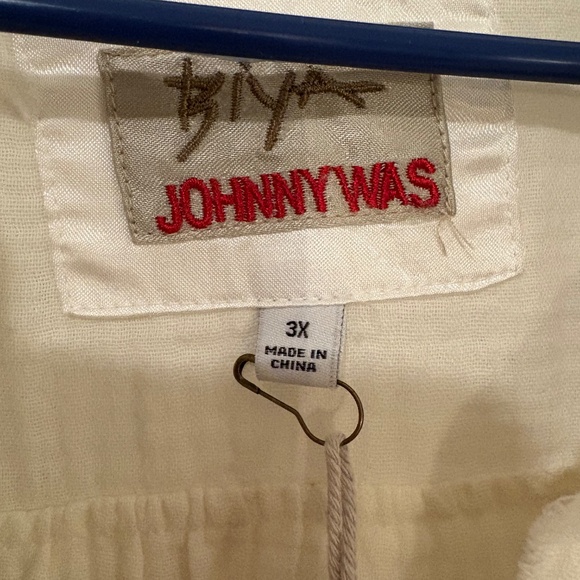 BIYA
JOHNNY WAS
3X
MADE IN
CHINA